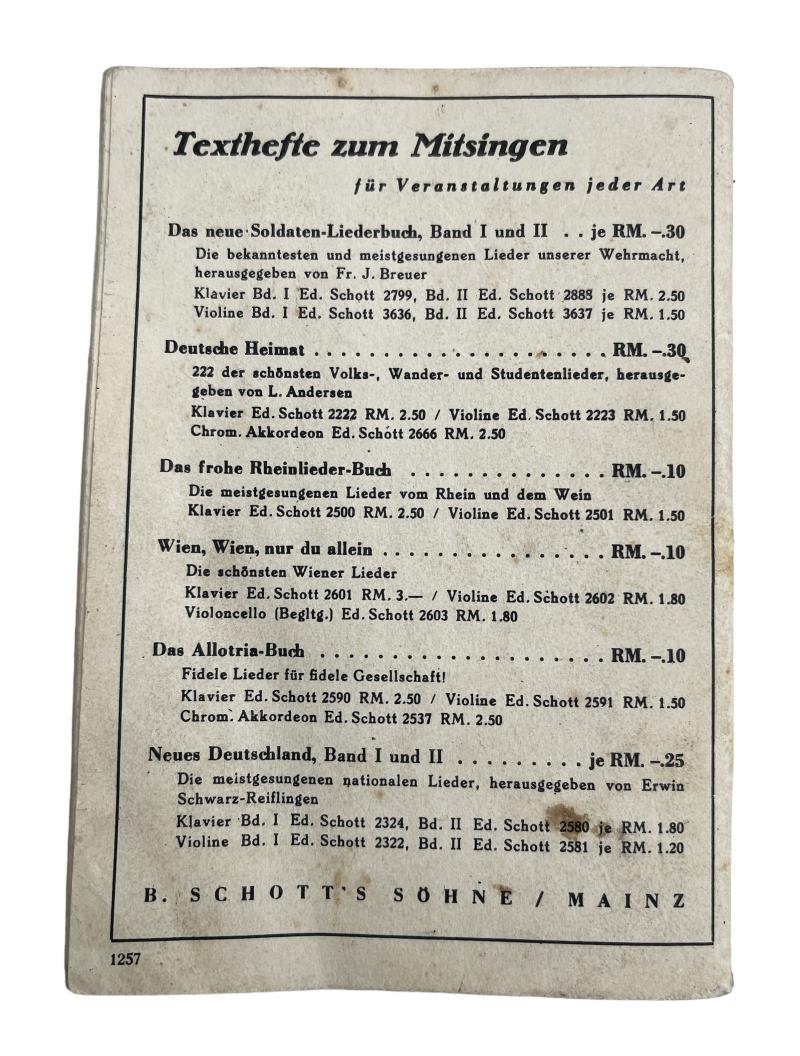 Texthefte zum Mitsingen
für Veranstaltungen jeder Art
Das neue Soldaten-Liederbuch, Band I und II . . je RM. –.30
Die bekanntesten und meistgesungenen Lieder unserer Wehrmacht,
herausgegeben von Fr. J. Breuer
Klavier Bd. I Ed. Schott 2799, Bd. II Ed. Schott 2888 je RM. 2.50
Violine Bd. I Ed. Schott 3636, Bd. II Ed. Schott 3637 je RM. 1.50
Deutsche Heimat . . . . . . . . . . . . . . . . . . . . . . RM. –.30
222 der schönsten Volks-, Wander- und Studentenlieder, herausge-
geben von L. Andersen
Klavier Ed. Schott 2222 RM. 2.50 / Violine Ed. Schott 2223 RM. 1.50
Chrom. Akkordeon Ed. Schott 2666 RM. 2.50
Das frohe Rheinlieder-Buch . . . . . . . . . . . . . . RM. –.10
Die meistgesungenen Lieder vom Rhein und dem Wein
Klavier Ed. Schott 2500 RM. 2.50 / Violine Ed. Schott 2501 RM. 1.50
Wien, Wien, nur du allein . . . . . . . . . . . . . . . . . RM. –.10
Die schönsten Wiener Lieder
Klavier Ed. Schott 2601 RM. 3.— / Violine Ed. Schott 2602 RM. 1.80
Violoncello (Begltg.) Ed. Schott 2603 RM. 1.80
Das Allotria-Buch . . . . . . . . . . . . . . . . . . . . . RM. –.10
Fidele Lieder für fidele Gesellschaft!
Klavier Ed. Schott 2590 RM. 2.50 / Violine Ed. Schott 2591 RM. 1.50
Chrom. Akkordeon Ed. Schott 2537 RM. 2.50
Neues Deutschland, Band I und II . . . . . . . . . . je RM. –.25
Die meistgesungenen nationalen Lieder, herausgegeben von Erwin
Schwarz-Reiflingen
Klavier Bd. I Ed. Schott 2324, Bd. II Ed. Schott 2580 je RM. 1.80
Violine Bd. I Ed. Schott 2322, Bd. II Ed. Schott 2581 je RM. 1.20
B. SCHOTT'S SÖHNE / MAINZ
1257